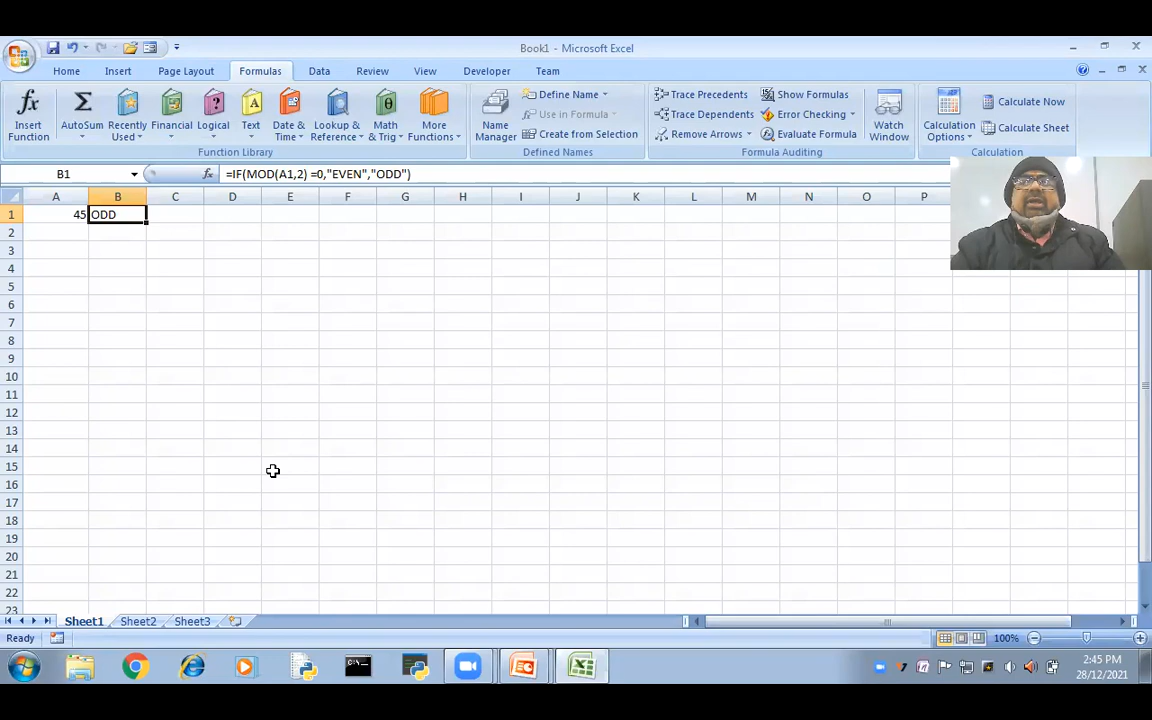 Book1 - Microsoft Excel
Home Insert Page Layout Formulas Data Review View Developer Team
Insert Function
AutoSum
Recently Used
Financial
Logical
Text
Date & Time
Lookup & Reference
Math & Trig
More Functions
Function Library
Name Manager
Define Name
Use in Formula
Create from Selection
Defined Names
Trace Precedents
Trace Dependents
Remove Arrows
Show Formulas
Error Checking
Evaluate Formula
Formula Auditing
Watch Window
Calculation Options
Calculate Now
Calculate Sheet
Calculation
B1 fx =IF(MOD(A1,2) =0,"EVEN","ODD")
A B C D E F G H I J K L M N O P
1 45 ODD
2
3
4
5
6
7
8
9
10
11
12
13
14
15
16
17
18
19
20
21
22
23
Sheet1 Sheet2 Sheet3
Ready 100%
2:45 PM
28/12/2021